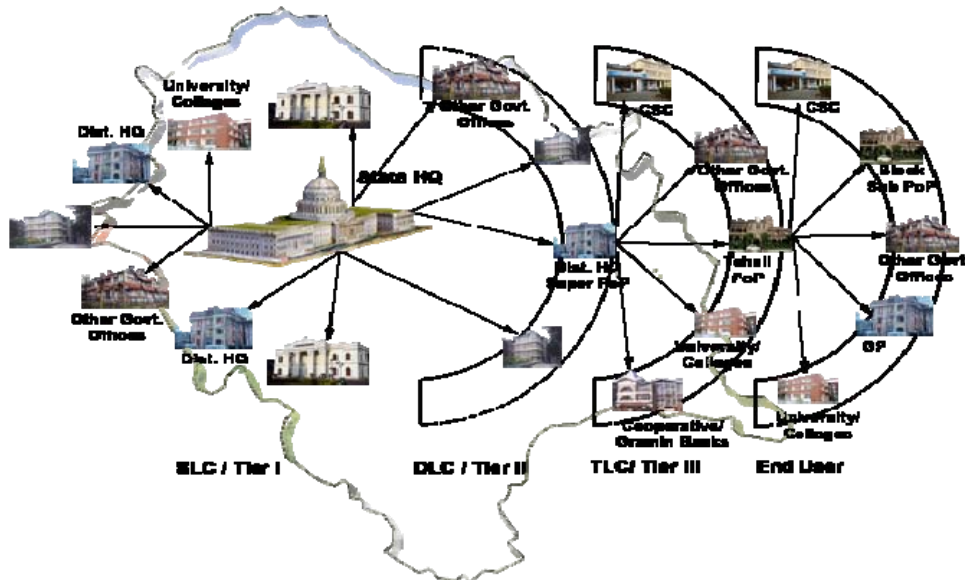 University/
Colleges
Dist. HQ
State HQ
Other Govt.
Offices
Dist. HQ
Other Govt.
Offices
Dist. HQ
Super PoP
CSC
Other Govt.
Offices
Tehsil
PoP
University/
Colleges
Cooperative/
Gramin Banks
CSC
Block
Sub PoP
Other Govt
Offices
GP
University/
Colleges
SLC / Tier I
DLC / Tier II
TLC/ Tier III
End User